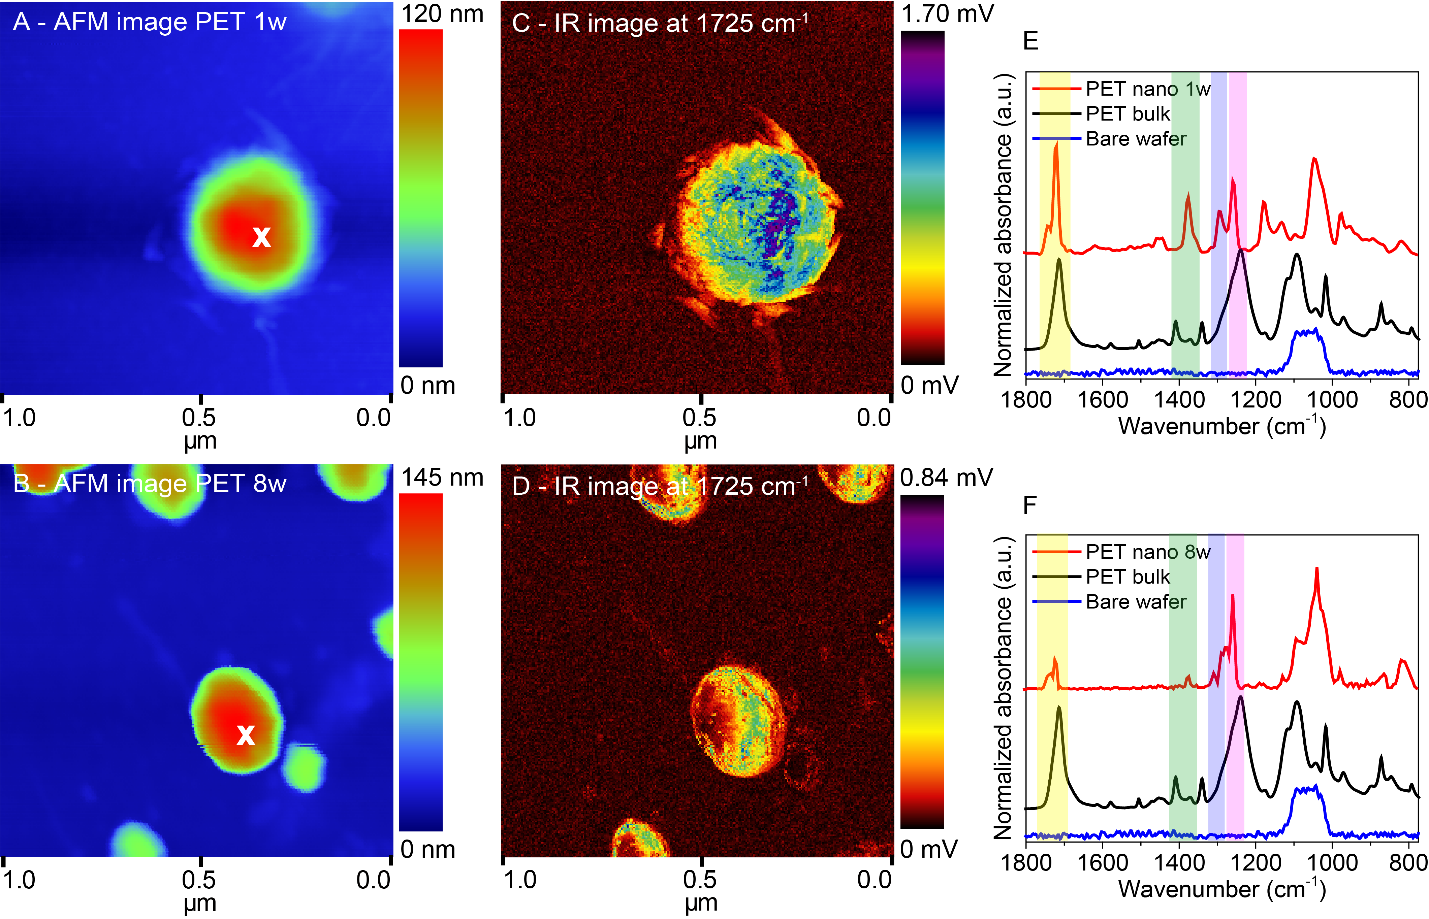 A - AFM image PET 1w
120 nm
0 nm
1.0
0.5
0.0
µm
C - IR image at 1725 cm-1
1.70 mV
0 mV
1.0
0.5
0.0
µm
E
PET nano 1w
PET bulk
Bare wafer
Normalized absorbance (a.u.)
1800 1600 1400 1200 1000 800
Wavenumber (cm-1)
B - AFM image PET 8w
145 nm
0 nm
1.0
0.5
0.0
µm
D - IR image at 1725 cm-1
0.84 mV
0 mV
1.0
0.5
0.0
µm
F
PET nano 8w
PET bulk
Bare wafer
Normalized absorbance (a.u.)
1800 1600 1400 1200 1000 800
Wavenumber (cm-1)
x
x